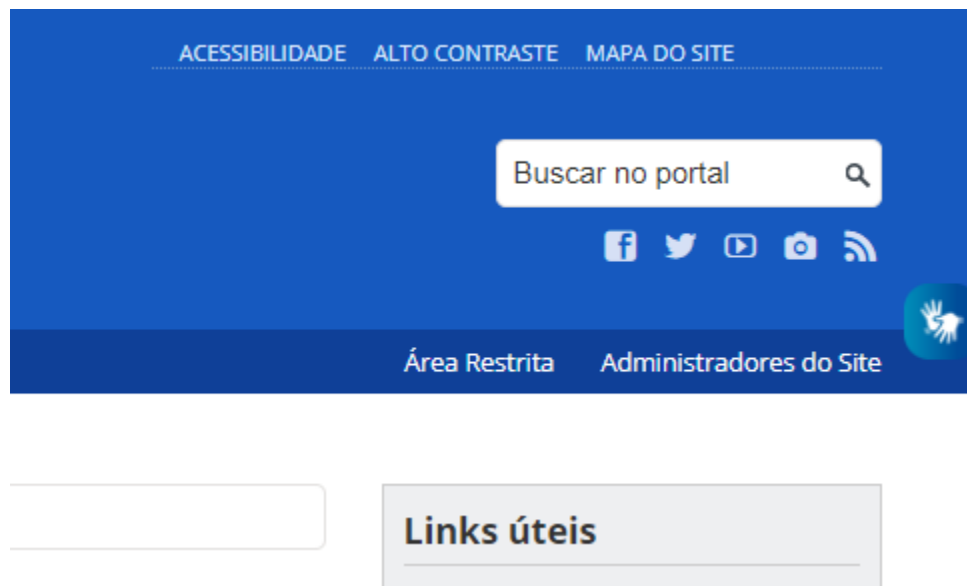 ACESSIBILIDADE ALTO CONTRASTE MAPA DO SITE
Buscar no portal
Área Restrita Administradores do Site
Links úteis